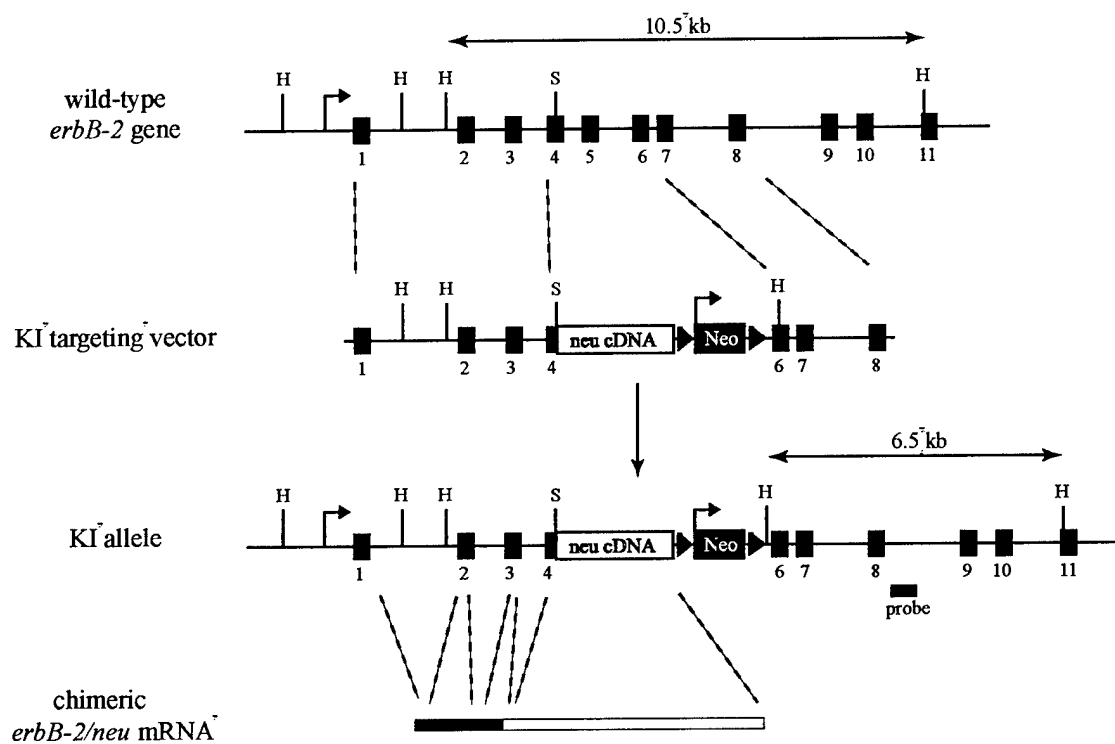 10.5 kb
H H H S H
wild-type
erbB-2 gene
1 2 3 4 5 6 7 8 9 10 11
H H S H
KI targeting vector
neu cDNA Neo
1 2 3 4 6 7 8
6.5 kb
H H H S H H
KI allele
neu cDNA Neo
1 2 3 4 6 7 8 9 10 11
probe
chimeric
erbB-2/neu mRNA